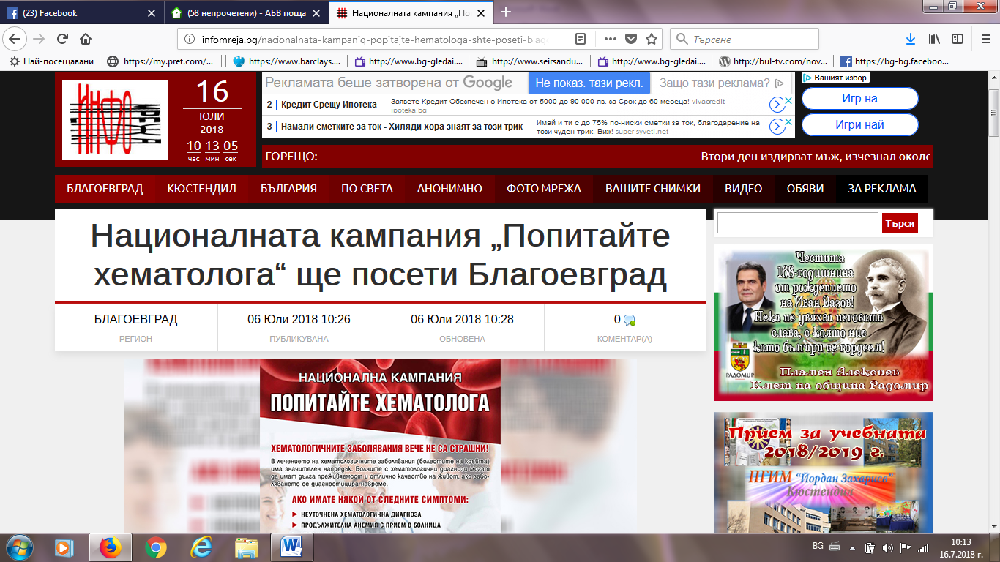 (23) Facebook
(58 непрочетени) - АБВ поща
Националната кампания „Поп
infomreja.bg/nacionalnata-kampaniq-popitajte-hematologa-shte-poseti-blag
Търсене
Най-посещавани
https://my.pret.com/...
https://www.barclays....
http://www.bg-gledai....
http://www.seirsandu...
http://www.bg-gledai....
http://bul-tv.com/nov...
https://bg-bg.faceboo...
ИНФО
МРЕЖА
16
ЮЛИ
2018
10 13 05
час мин сек
Рекламата беше затворена от Google
Не показ. тази рекл.
Защо тази реклама?
2 | Кредит Срещу Ипотека
Заявете Кредит Обезпечен с Ипотека от 5000 до 90 000 лв. за Срок до 60 месеца! vivacredit-
ipoteka.bg
3 | Намали сметките за ток - Хиляди хора знаят за този трик
Имай и ти с до 75% по-ниски сметки за ток, благодарение на
този чуден трик. Виж! super-syveti.net
Вашият избор
Игр на
Игри най
ГОРЕЩО:
Втори ден издирват мъж, изчезнал около
БЛАГОЕВГРАД
КЮСТЕНДИЛ
БЪЛГАРИЯ
ПО СВЕТА
АНОНИМНО
ФОТО МРЕЖА
ВАШИТЕ СНИМКИ
ВИДЕО
ОБЯВИ
ЗА РЕКЛАМА
Националната кампания „Попитайте
хематолога“ ще посети Благоевград
БЛАГОЕВГРАД
РЕГИОН
06 Юли 2018 10:26
ПУБЛИКУВАНА
06 Юли 2018 10:28
ОБНОВЕНА
0
КОМЕНТАР(А)
НАЦИОНАЛНА КАМПАНИЯ
ПОПИТАЙТЕ ХЕМАТОЛОГА
ХЕМАТОЛОГИЧНИТЕ ЗАБОЛЯВАНИЯ ВЕЧЕ НЕ СА СТРАШНИ!
В лечението на хематологичните заболявания (болестите на кръвта)
има значителен напредък. Болните с хематологични диагнози могат
да имат дълга преживяемост и отлично качество на живот, ако забо-
ляването се диагностицира навреме.
АКО ИМАТЕ НЯКОЙ ОТ СЛЕДНИТЕ СИМПТОМИ:
НЕУТОЧНЕНА ХЕМАТОЛОГИЧНА ДИАГНОЗА
ПРОДЪЛЖИТЕЛНА АНЕМИЯ С ПРИЕМ В БОЛНИЦА
Търси
Честита
168-годишнина
от рождението
на Иван Вазов!
Нека не увяхва неговата
слава, с която ние
като българи се гордеем!
РАДОМИР
Пламен Алексиев
Кмет на община Радомир
Прием за учебната
2018/2019 г.
ПГИМ "Йордан Захариев"
Кюстендил
BG
10:13
16.7.2018 г.